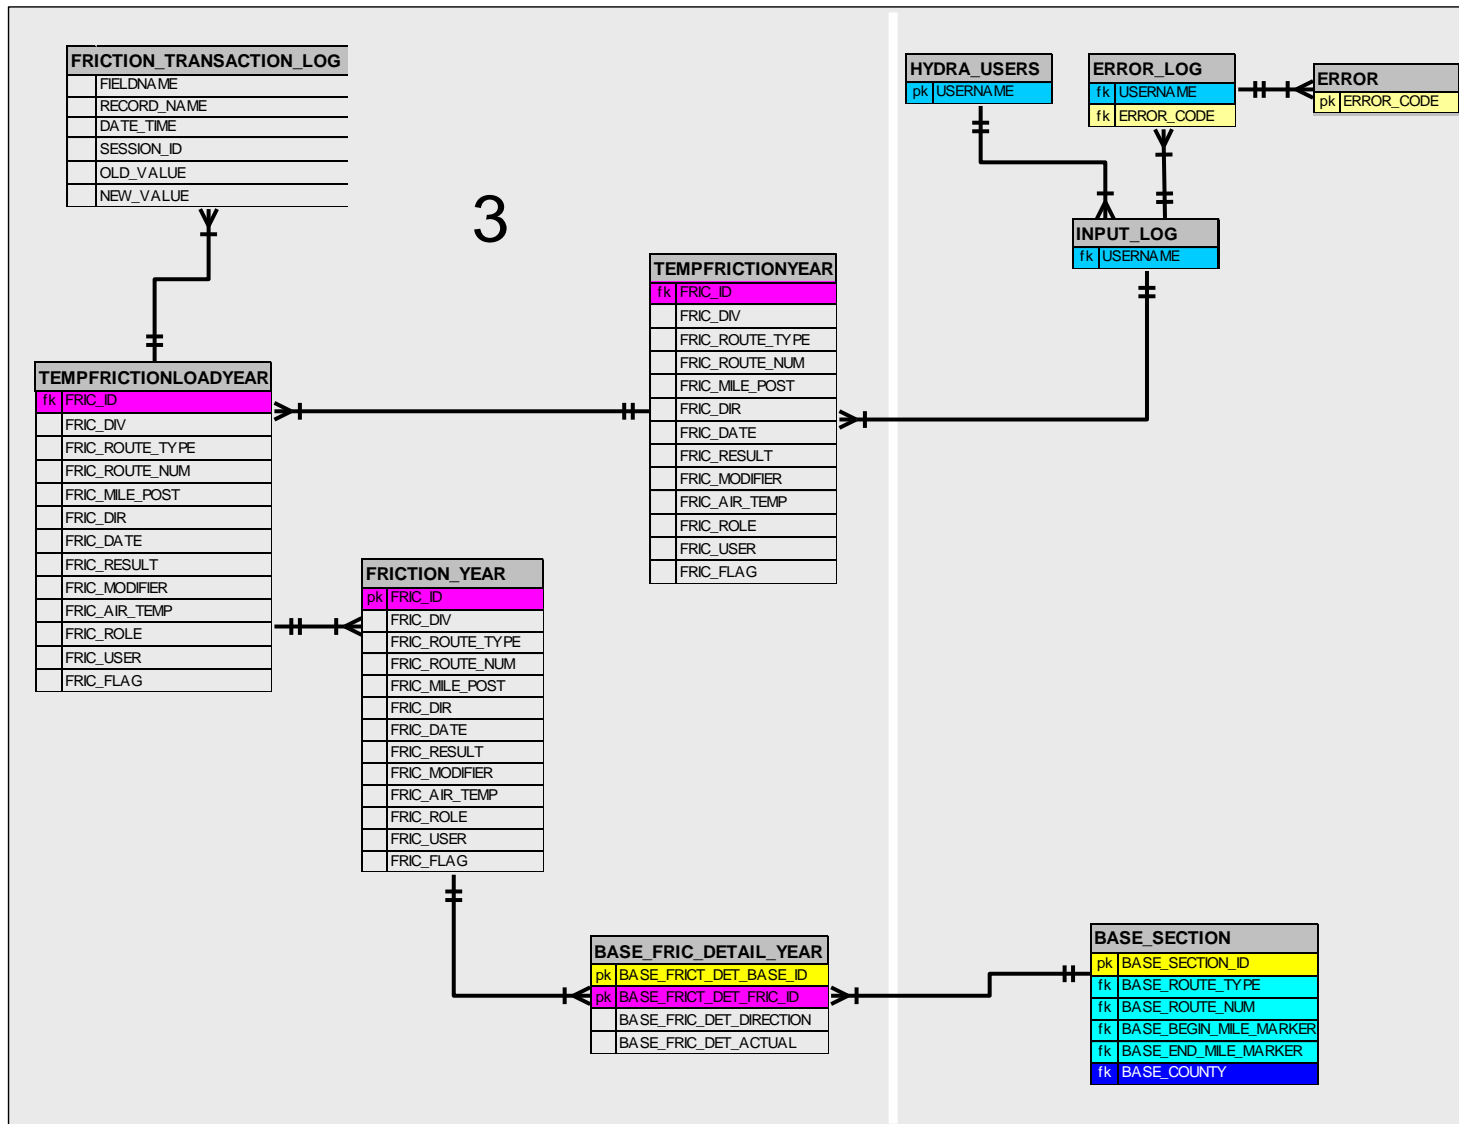 FRICTION_TRANSACTION_LOG
FIELDNAME
RECORD_NAME
DATE_TIME
SESSION_ID
OLD_VALUE
NEW_VALUE
3
HYDRA_USERS
pk USERNAME
ERROR_LOG
fk USERNAME
fk ERROR_CODE
ERROR
pk ERROR_CODE
INPUT_LOG
fk USERNAME
TEMPFRICTIONYEAR
fk FRIC_ID
FRIC_DIV
FRIC_ROUTE_TYPE
FRIC_ROUTE_NUM
FRIC_MILE_POST
FRIC_DIR
FRIC_DATE
FRIC_RESULT
FRIC_MODIFIER
FRIC_AIR_TEMP
FRIC_ROLE
FRIC_USER
FRIC_FLAG
TEMPFRICTIONLOADYEAR
fk FRIC_ID
FRIC_DIV
FRIC_ROUTE_TYPE
FRIC_ROUTE_NUM
FRIC_MILE_POST
FRIC_DIR
FRIC_DATE
FRIC_RESULT
FRIC_MODIFIER
FRIC_AIR_TEMP
FRIC_ROLE
FRIC_USER
FRIC_FLAG
FRICTION_YEAR
pk FRIC_ID
FRIC_DIV
FRIC_ROUTE_TYPE
FRIC_ROUTE_NUM
FRIC_MILE_POST
FRIC_DIR
FRIC_DATE
FRIC_RESULT
FRIC_MODIFIER
FRIC_AIR_TEMP
FRIC_ROLE
FRIC_USER
FRIC_FLAG
BASE_FRIC_DETAIL_YEAR
pk BASE_FRICT_DET_BASE_ID
pk BASE_FRICT_DET_FRIC_ID
BASE_FRIC_DET_DIRECTION
BASE_FRIC_DET_ACTUAL
BASE_SECTION
pk BASE_SECTION_ID
fk BASE_ROUTE_TYPE
fk BASE_ROUTE_NUM
fk BASE_BEGIN_MILE_MARKER
fk BASE_END_MILE_MARKER
fk BASE_COUNTY